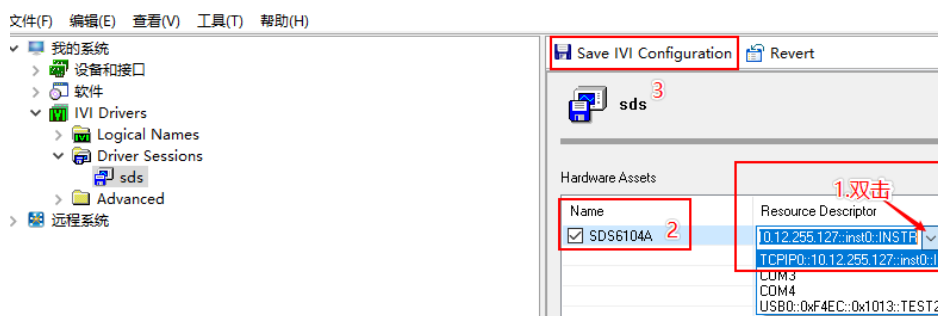 文件(F) 编辑(E) 查看(V) 工具(T) 帮助(H)
我的系统
设备和接口
软件
IVI Drivers
Logical Names
Driver Sessions
sds
Advanced
远程系统
Save IVI Configuration Revert
sds 3
Hardware Assets
1.双击
Name Resource Descriptor
SDS6104A 2 0.12.255.127::inst0::INSTR
TCPIP0::10.12.255.127::inst0::I
COM3
COM4
USB0::0xF4EC::0x1013::TEST2